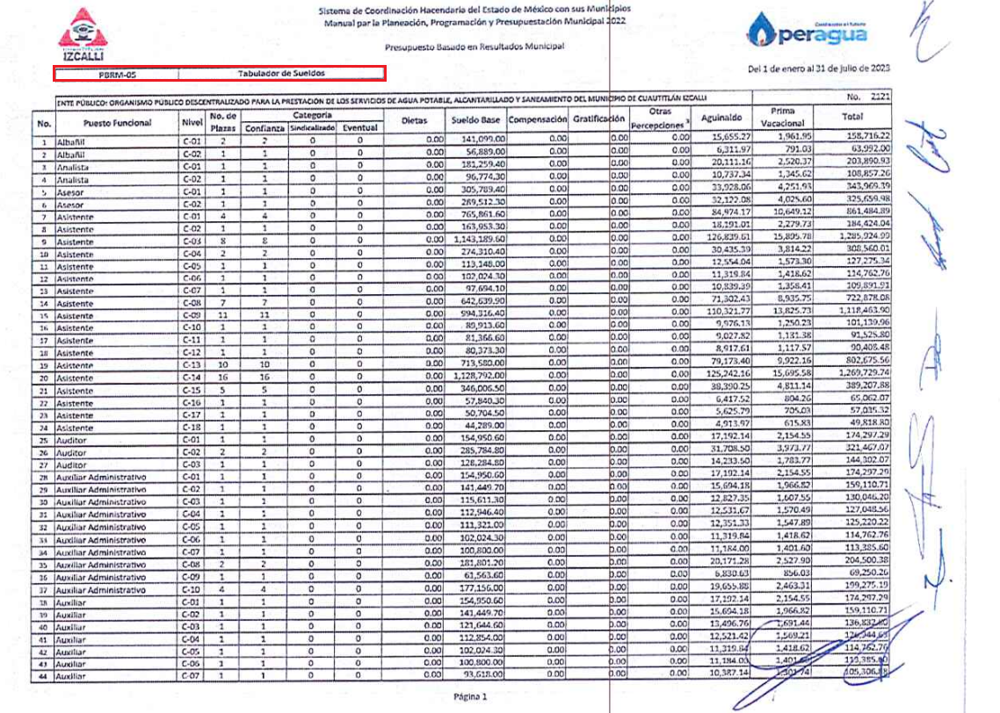 Sistema de Coordinación Hacendaria del Estado de México con sus Municipios
Manual par la Planeación, Programación y Presupuestación Municipal 2022
Presupuesto Basado en Resultados Municipal
IZCALLI
peragua
PBRM-05 Tabulador de Sueldos
Del 1 de enero al 31 de julio de 2023
ENTE PÚBLICO: ORGANISMO PÚBLICO DESCENTRALIZADO PARA LA PRESTACIÓN DE LOS SERVICIOS DE AGUA POTABLE, ALCANTARILLADO Y SANEAMIENTO DEL MUNICIPIO DE CUAUTITLÁN IZCALLI No. 2121
No. Puesto Funcional Nivel No. de Plazas Categoría Confianza Sindicalizado Eventual Dietas Sueldo Base Compensación Gratificación Otras Percepciones Aguinaldo Prima Vacacional Total
1 Albañil C-01 2 2 0 0 0.00 141,099.00 0.00 0.00 0.00 15,655.27 1,961.95 158,716.22
2 Albañil C-02 1 1 0 0 0.00 56,889.00 0.00 0.00 0.00 6,311.97 791.03 63,992.00
3 Analista C-01 1 1 0 0 0.00 181,259.40 0.00 0.00 0.00 20,111.16 2,520.37 203,890.93
4 Analista C-02 1 1 0 0 0.00 96,774.30 0.00 0.00 0.00 10,737.34 1,345.62 108,857.26
5 Asesor C-01 1 1 0 0 0.00 305,789.40 0.00 0.00 0.00 33,928.06 4,251.93 343,969.39
6 Asesor C-02 1 1 0 0 0.00 289,512.30 0.00 0.00 0.00 32,122.08 4,025.60 325,659.98
7 Asistente C-01 4 4 0 0 0.00 765,861.60 0.00 0.00 0.00 84,974.17 10,649.12 861,484.89
8 Asistente C-02 1 1 0 0 0.00 163,953.30 0.00 0.00 0.00 18,191.01 2,279.73 184,424.04
9 Asistente C-03 8 8 0 0 0.00 1,143,189.60 0.00 0.00 0.00 126,839.61 15,895.78 1,285,924.99
10 Asistente C-04 2 2 0 0 0.00 274,310.40 0.00 0.00 0.00 30,435.39 3,814.22 308,560.01
11 Asistente C-05 1 1 0 0 0.00 113,148.00 0.00 0.00 0.00 12,554.04 1,573.30 127,275.34
12 Asistente C-06 1 1 0 0 0.00 102,024.30 0.00 0.00 0.00 11,319.84 1,418.62 114,762.76
13 Asistente C-07 1 1 0 0 0.00 97,694.10 0.00 0.00 0.00 10,839.39 1,358.41 109,891.91
14 Asistente C-08 7 7 0 0 0.00 642,639.90 0.00 0.00 0.00 71,302.43 8,935.75 722,878.08
15 Asistente C-09 11 11 0 0 0.00 994,316.40 0.00 0.00 0.00 110,321.77 13,825.73 1,118,463.90
16 Asistente C-10 1 1 0 0 0.00 89,913.60 0.00 0.00 0.00 9,976.13 1,250.23 101,139.96
17 Asistente C-11 1 1 0 0 0.00 81,366.60 0.00 0.00 0.00 9,027.82 1,131.38 91,525.80
18 Asistente C-12 1 1 0 0 0.00 80,373.30 0.00 0.00 0.00 8,917.61 1,117.57 90,408.48
19 Asistente C-13 10 10 0 0 0.00 713,580.00 0.00 0.00 0.00 79,173.40 9,922.16 802,675.56
20 Asistente C-14 16 16 0 0 0.00 1,128,792.00 0.00 0.00 0.00 125,242.16 15,695.58 1,269,729.74
21 Asistente C-15 5 5 0 0 0.00 346,006.50 0.00 0.00 0.00 38,390.25 4,811.14 389,207.88
22 Asistente C-16 1 1 0 0 0.00 57,840.30 0.00 0.00 0.00 6,417.52 804.26 65,062.07
23 Asistente C-17 1 1 0 0 0.00 50,704.50 0.00 0.00 0.00 5,625.79 705.03 57,035.32
24 Asistente C-18 1 1 0 0 0.00 44,289.00 0.00 0.00 0.00 4,913.97 615.83 49,818.80
25 Auditor C-01 1 1 0 0 0.00 154,950.60 0.00 0.00 0.00 17,192.14 2,154.55 174,297.29
26 Auditor C-02 2 2 0 0 0.00 285,784.80 0.00 0.00 0.00 31,708.50 3,973.77 321,467.07
27 Auditor C-03 1 1 0 0 0.00 128,284.80 0.00 0.00 0.00 14,233.50 1,783.77 144,302.07
28 Auxiliar Administrativo C-01 1 1 0 0 0.00 154,950.60 0.00 0.00 0.00 17,192.14 2,154.55 174,297.29
29 Auxiliar Administrativo C-02 1 1 0 0 0.00 141,449.70 0.00 0.00 0.00 15,694.18 1,966.82 159,110.71
30 Auxiliar Administrativo C-03 1 1 0 0 0.00 115,611.30 0.00 0.00 0.00 12,827.35 1,607.55 130,046.20
31 Auxiliar Administrativo C-04 1 1 0 0 0.00 112,946.40 0.00 0.00 0.00 12,531.67 1,570.49 127,048.56
32 Auxiliar Administrativo C-05 1 1 0 0 0.00 111,321.00 0.00 0.00 0.00 12,351.33 1,547.89 125,220.22
33 Auxiliar Administrativo C-06 1 1 0 0 0.00 102,024.30 0.00 0.00 0.00 11,319.84 1,418.62 114,762.76
34 Auxiliar Administrativo C-07 1 1 0 0 0.00 100,800.00 0.00 0.00 0.00 11,184.00 1,401.60 113,385.60
35 Auxiliar Administrativo C-08 2 2 0 0 0.00 181,801.20 0.00 0.00 0.00 20,171.28 2,527.90 204,500.38
36 Auxiliar Administrativo C-09 1 1 0 0 0.00 61,563.60 0.00 0.00 0.00 6,830.63 856.03 69,250.26
37 Auxiliar Administrativo C-10 4 4 0 0 0.00 177,156.00 0.00 0.00 0.00 19,655.88 2,463.31 199,275.19
38 Auxiliar C-01 1 1 0 0 0.00 154,950.60 0.00 0.00 0.00 17,192.14 2,154.55 174,297.29
39 Auxiliar C-02 1 1 0 0 0.00 141,449.70 0.00 0.00 0.00 15,694.18 1,966.82 159,110.71
40 Auxiliar C-03 1 1 0 0 0.00 121,644.60 0.00 0.00 0.00 13,496.76 1,691.44 136,832.80
41 Auxiliar C-04 1 1 0 0 0.00 112,854.00 0.00 0.00 0.00 12,521.42 1,569.21
42 Auxiliar C-05 1 1 0 0 0.00 102,024.30 0.00 0.00 0.00 11,319.84 1,418.62 114,762.76
43 Auxiliar C-06 1 1 0 0 0.00 100,800.00 0.00 0.00 0.00 11,184.00
44 Auxiliar C-07 1 1 0 0 0.00 93,618.00 0.00 0.00 0.00 10,387.14
Página 1